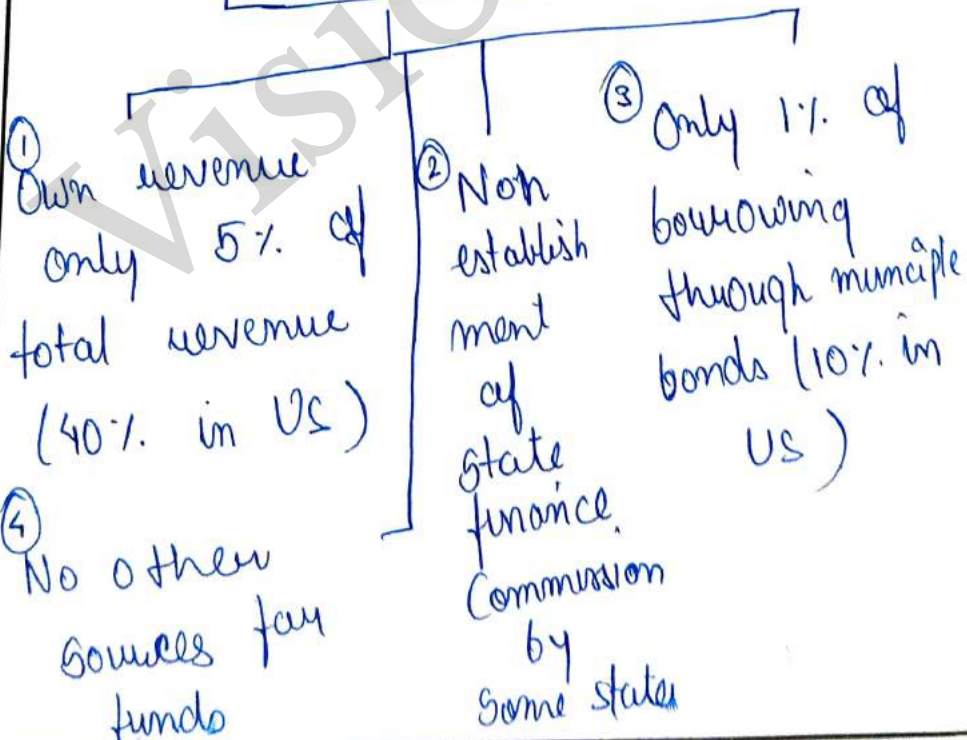 ①
Own revenue
only 5% of
total revenue
(40% in US)
② Non
establish
ment
of
state
finance
Commission
by
Some states
③ Only 1% of
borrowing
through municiple
bonds (10% in
US)
④
No other
sources for
funds
Visio